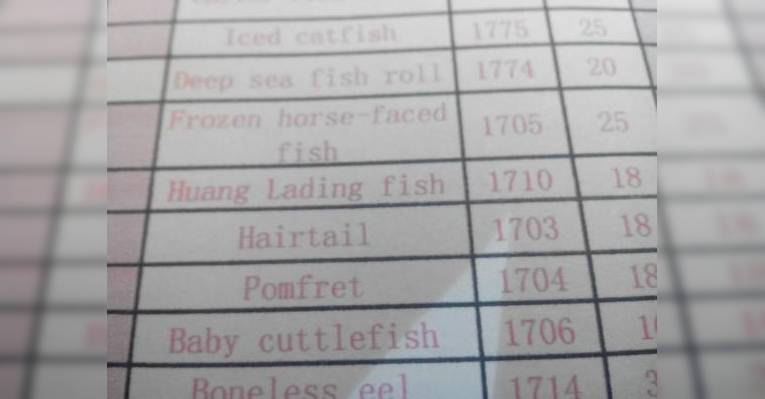 Iced catfish 1775 25
Deep sea fish roll 1774 20
Frozen horse-faced
fish 1705 25
Huang Lading fish 1710 18
Hairtail 1703 18
Pomfret 1704 18
Baby cuttlefish 1706
Boneless eel 1714